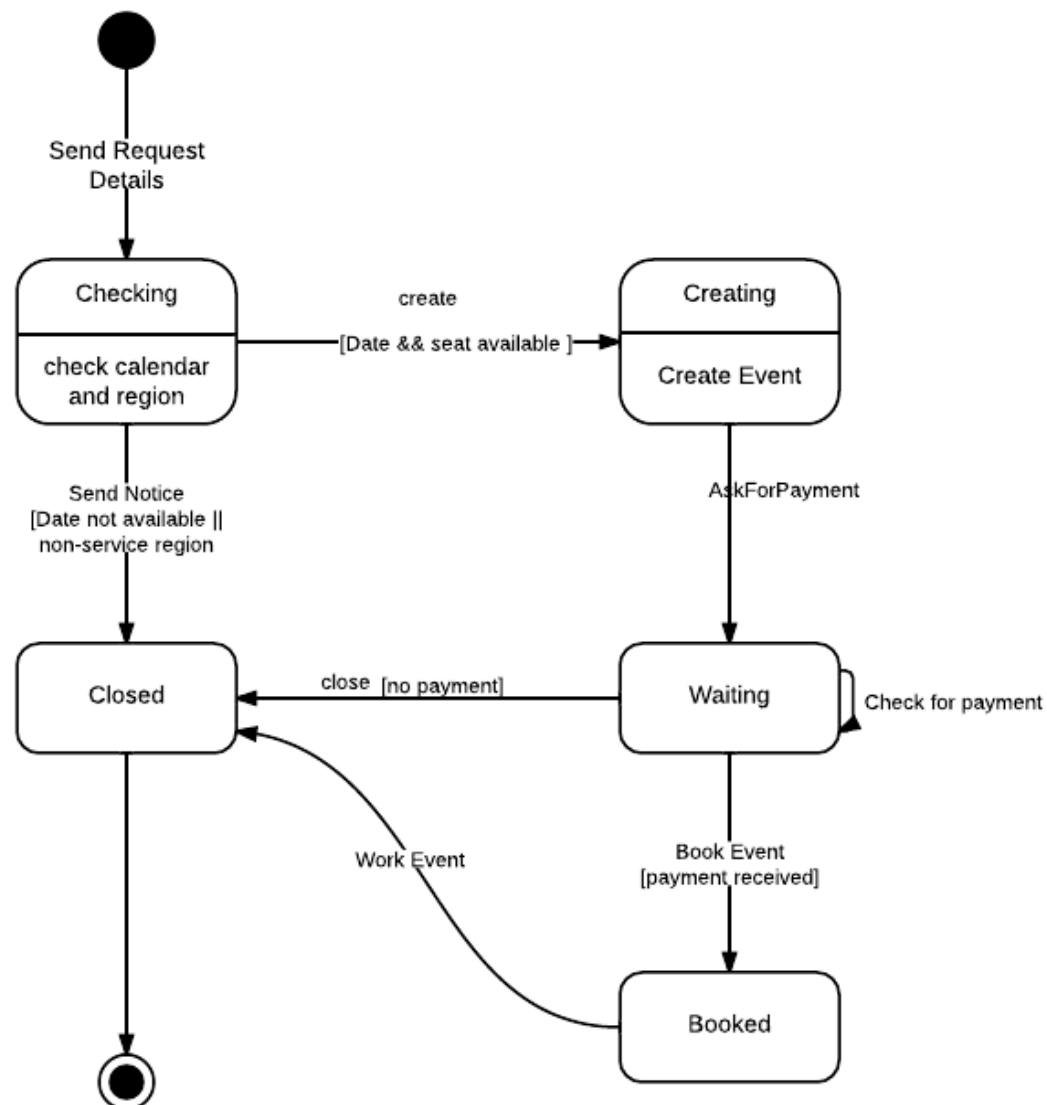 Send Request
Details
Checking
check calendar
and region
create
[Date && seat available ]
Creating
Create Event
Send Notice
[Date not available ||
non-service region
AskForPayment
Closed
close [no payment]
Waiting
Check for payment
Work Event
Book Event
[payment received]
Booked